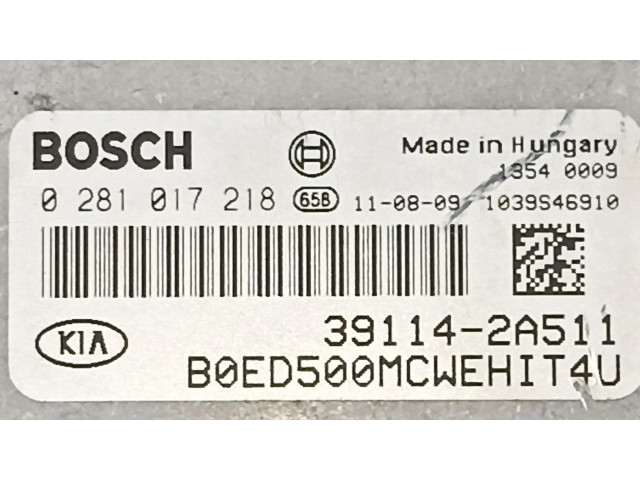 BOSCH Made in Hungary
1354 0009
0 281 017 218 65B 11-08-09 1039S46910
KIA 39114-2A511
B0ED500MCWEHIT4U